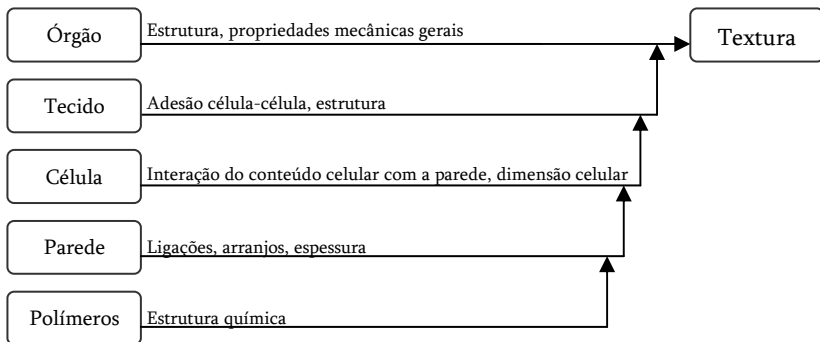 Órgão
Estrutura, propriedades mecânicas gerais
Textura
Tecido
Adesão célula-célula, estrutura
Célula
Interação do conteúdo celular com a parede, dimensão celular
Parede
Ligações, arranjos, espessura
Polímeros
Estrutura química